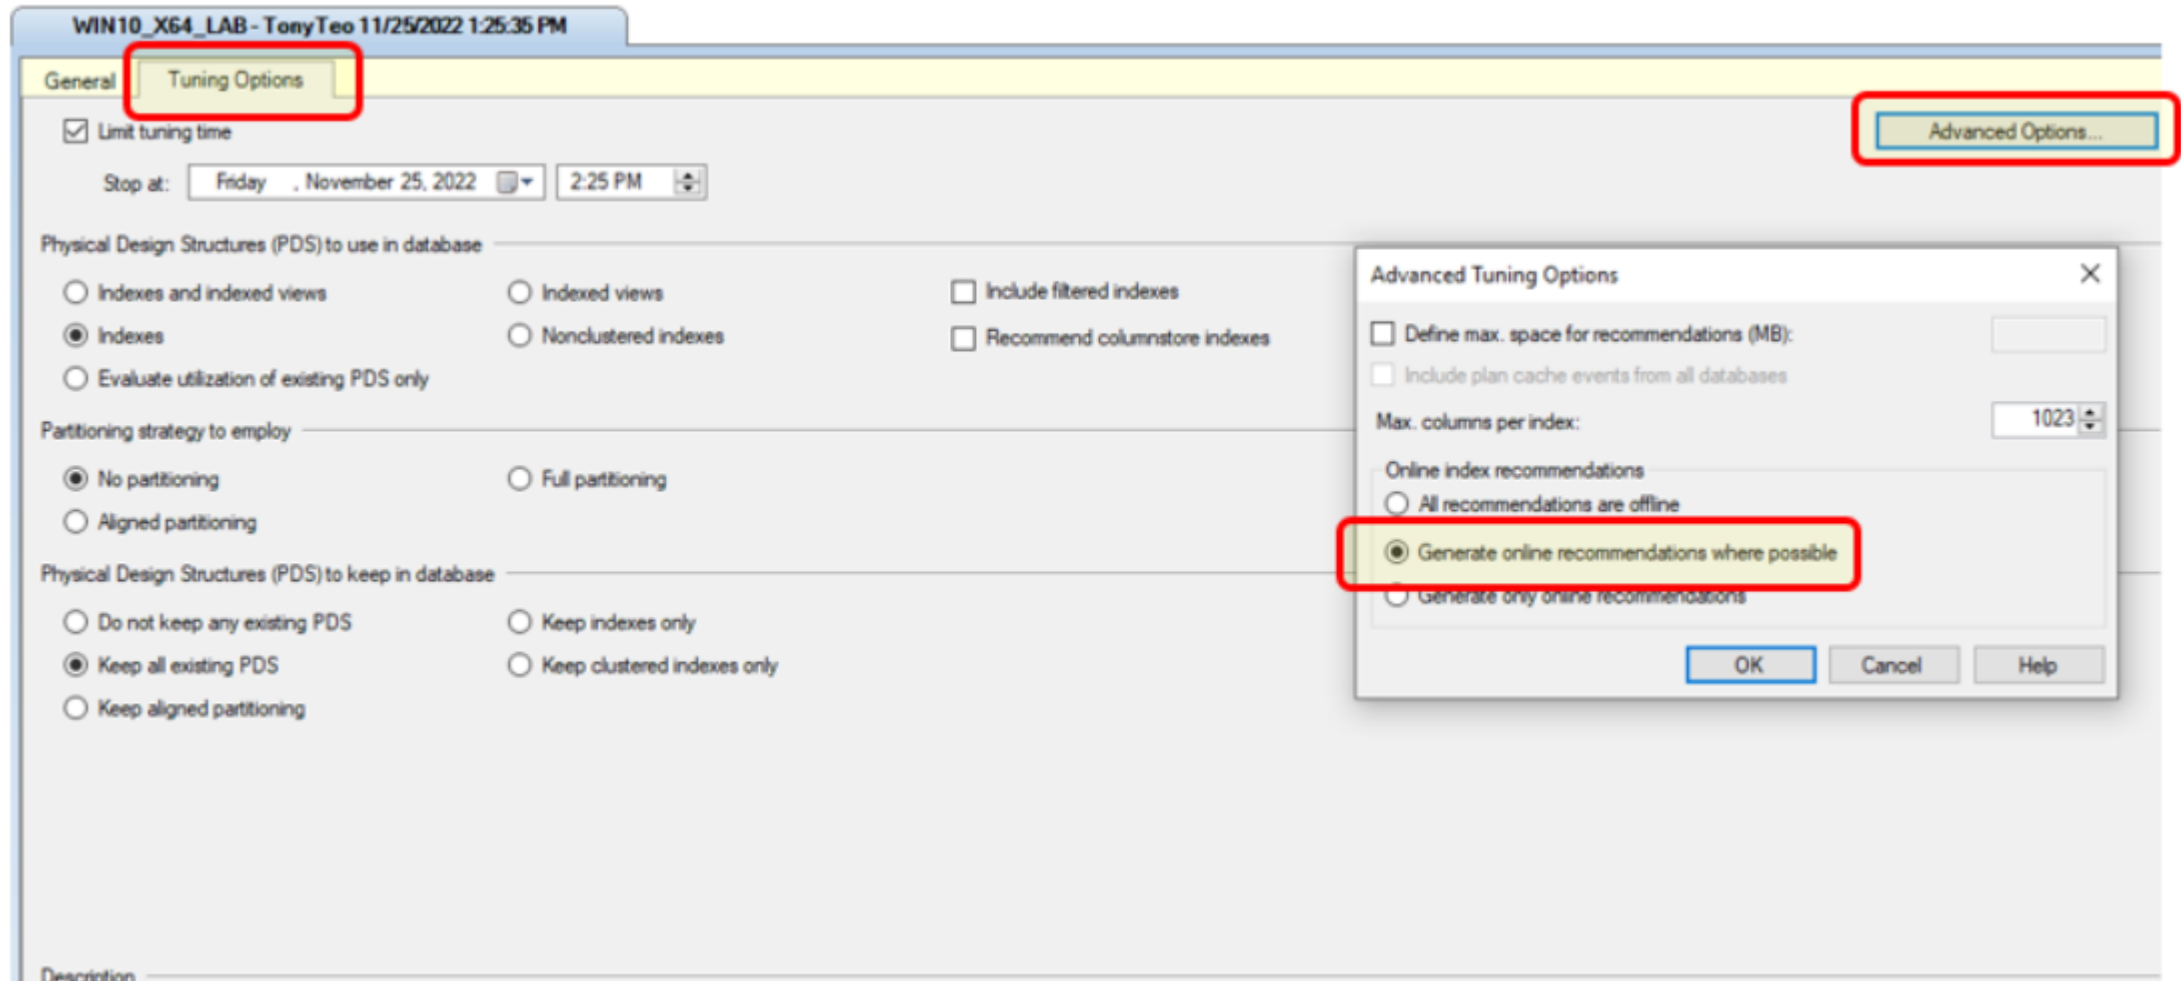 WIN10_X64_LAB - TonyTeo 11/25/2022 1:25:35 PM
General Tuning Options
Limit tuning time
Advanced Options...
Stop at: Friday , November 25, 2022 2:25 PM
Physical Design Structures (PDS) to use in database
Indexes and indexed views
Indexed views
Include filtered indexes
Indexes
Nonclustered indexes
Recommend columnstore indexes
Evaluate utilization of existing PDS only
Partitioning strategy to employ
No partitioning
Full partitioning
Aligned partitioning
Physical Design Structures (PDS) to keep in database
Do not keep any existing PDS
Keep indexes only
Keep all existing PDS
Keep clustered indexes only
Keep aligned partitioning
Description
Advanced Tuning Options
Define max. space for recommendations (MB):
Include plan cache events from all databases
Max. columns per index: 1023
Online index recommendations
All recommendations are offline
Generate online recommendations where possible
Generate only online recommendations
OK Cancel Help